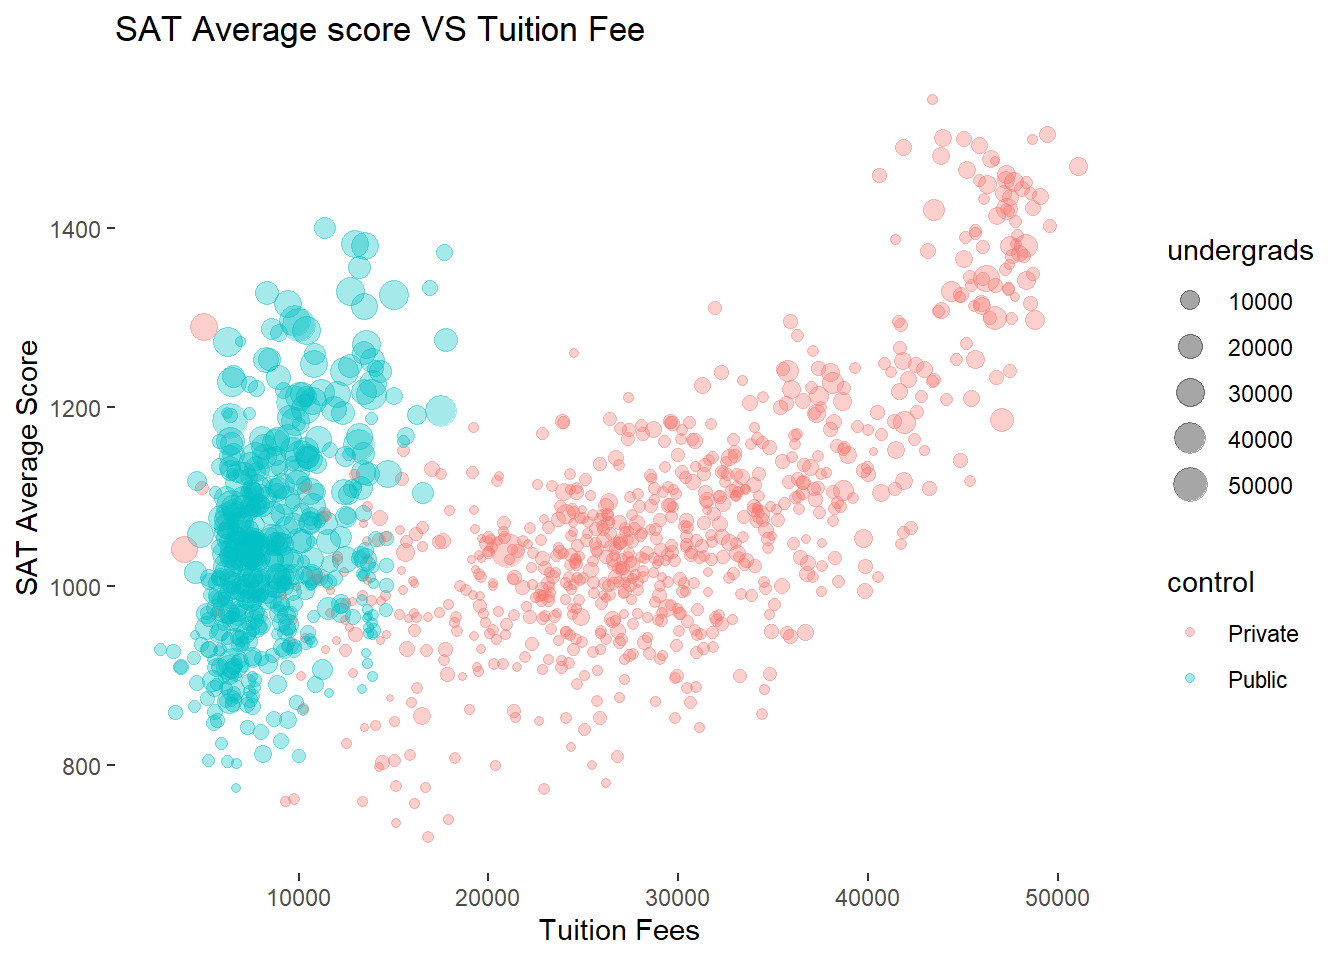 SAT Average score VS Tuition Fee
SAT Average Score
1400
1200
1000
800
10000
20000
30000
40000
50000
Tuition Fees
undergrads
10000
20000
30000
40000
50000
control
Private
Public